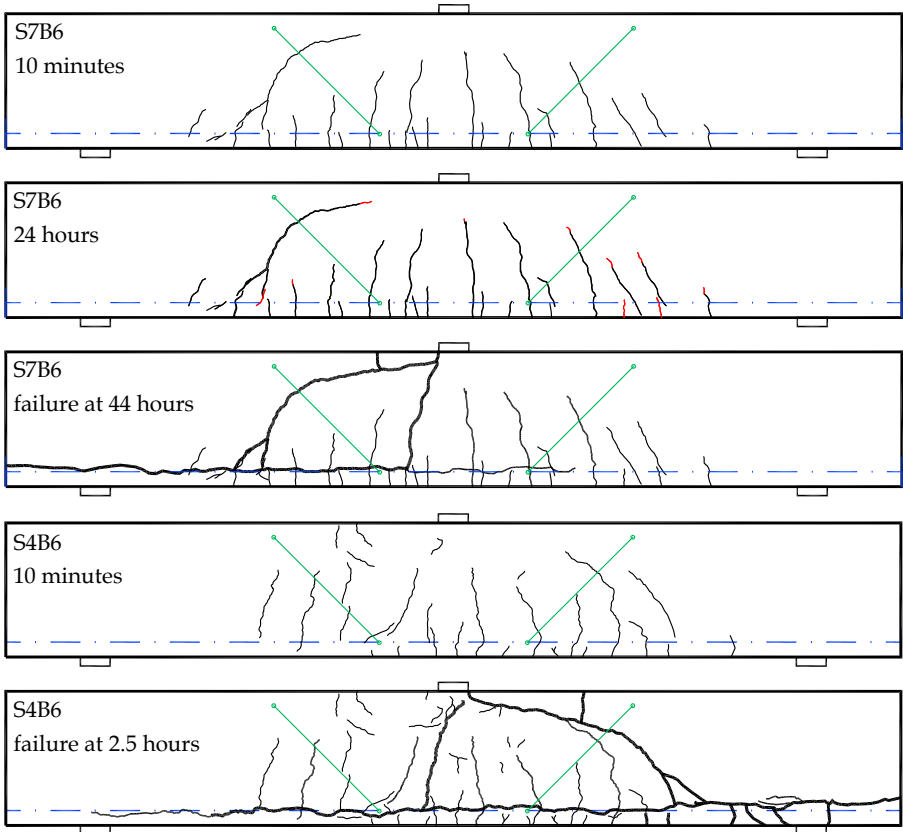 S7B6
10 minutes
S7B6
24 hours
S7B6
failure at 44 hours
S4B6
10 minutes
S4B6
failure at 2.5 hours